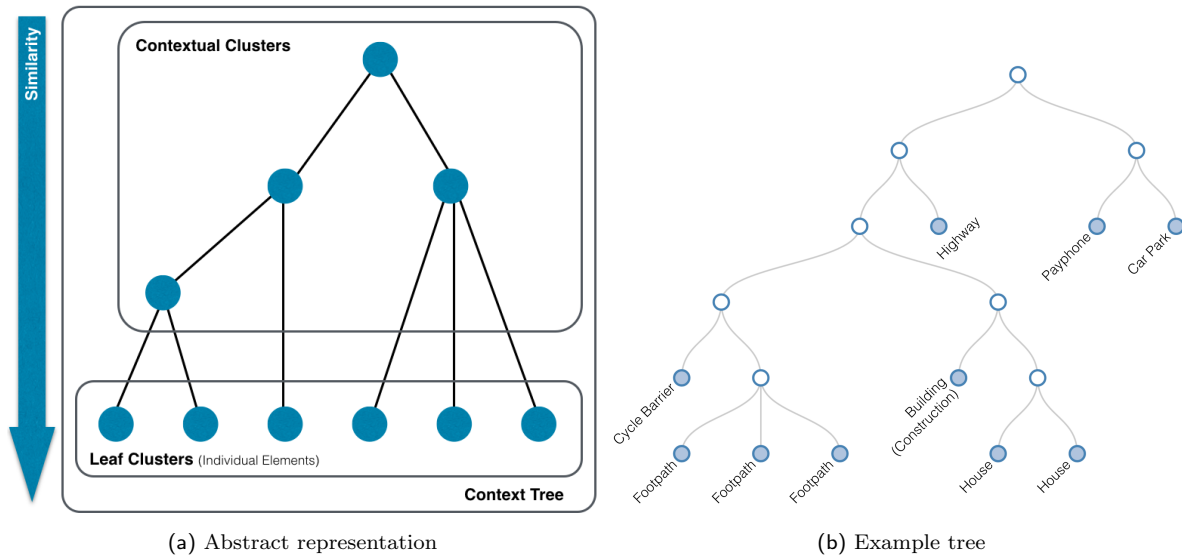 Similarity
Contextual Clusters
Leaf Clusters (Individual Elements)
Context Tree
(a) Abstract representation
Highway
Payphone
Car Park
Cycle Barrier
Building
(Construction)
Footpath
Footpath
Footpath
House
House
(b) Example tree